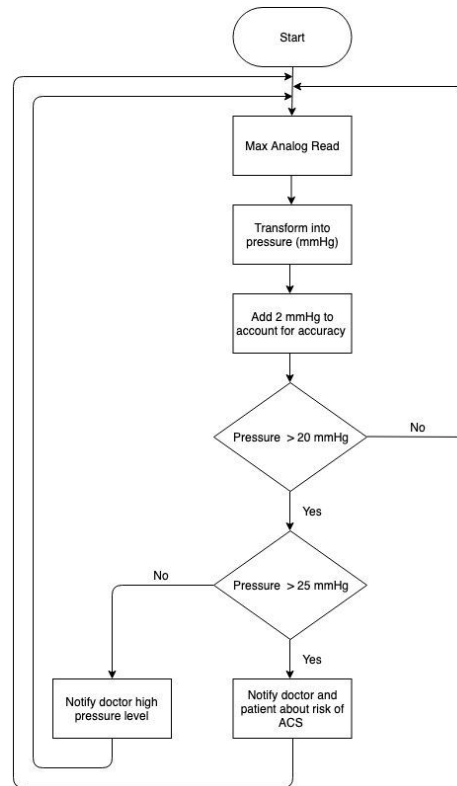 Start
Max Analog Read
Transform into
pressure (mmHg)
Add 2 mmHg to
account for accuracy
Pressure > 20 mmHg
No
Yes
Pressure > 25 mmHg
No
Yes
Notify doctor high
pressure level
Notify doctor and
patient about risk of
ACS